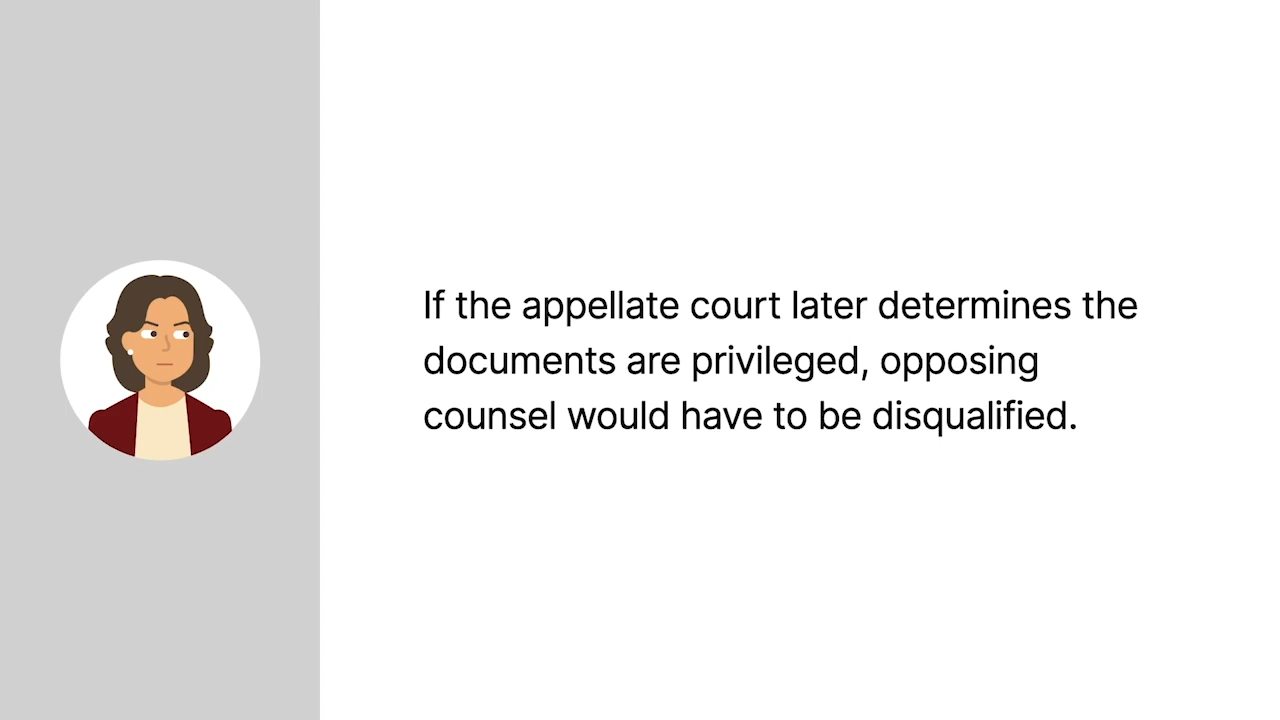 If the appellate court later determines the
documents are privileged, opposing
counsel would have to be disqualified.